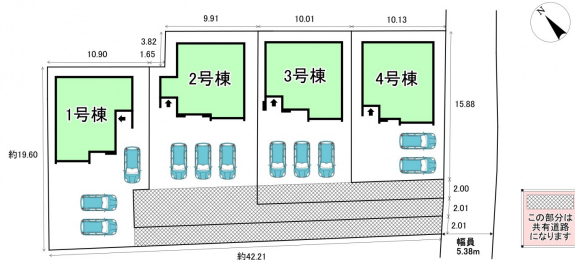 9.91
10.01
10.13
N
3.82
10.90
1.65
2号棟
3号棟
4号棟
1号棟
15.88
約19.60
2.00
2.01
2.01
この部分は
共有道路
になります
幅員
5.38m
約42.21